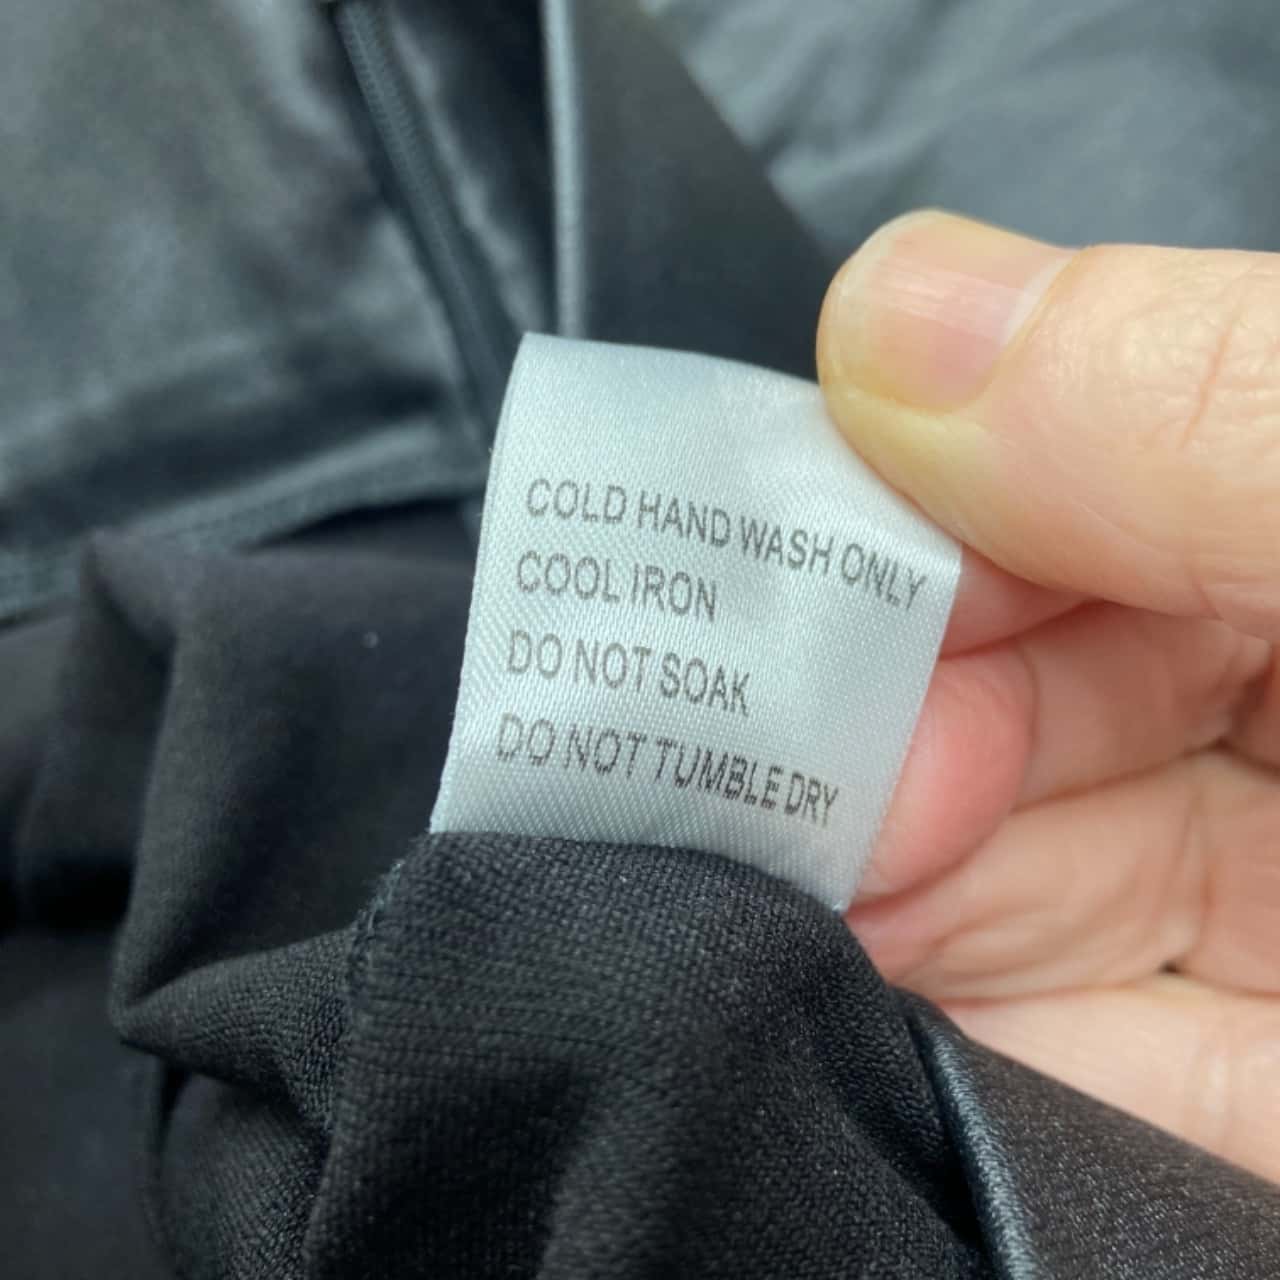 COLD HAND WASH ONLY
COOL IRON
DO NOT SOAK
DO NOT TUMBLE DRY